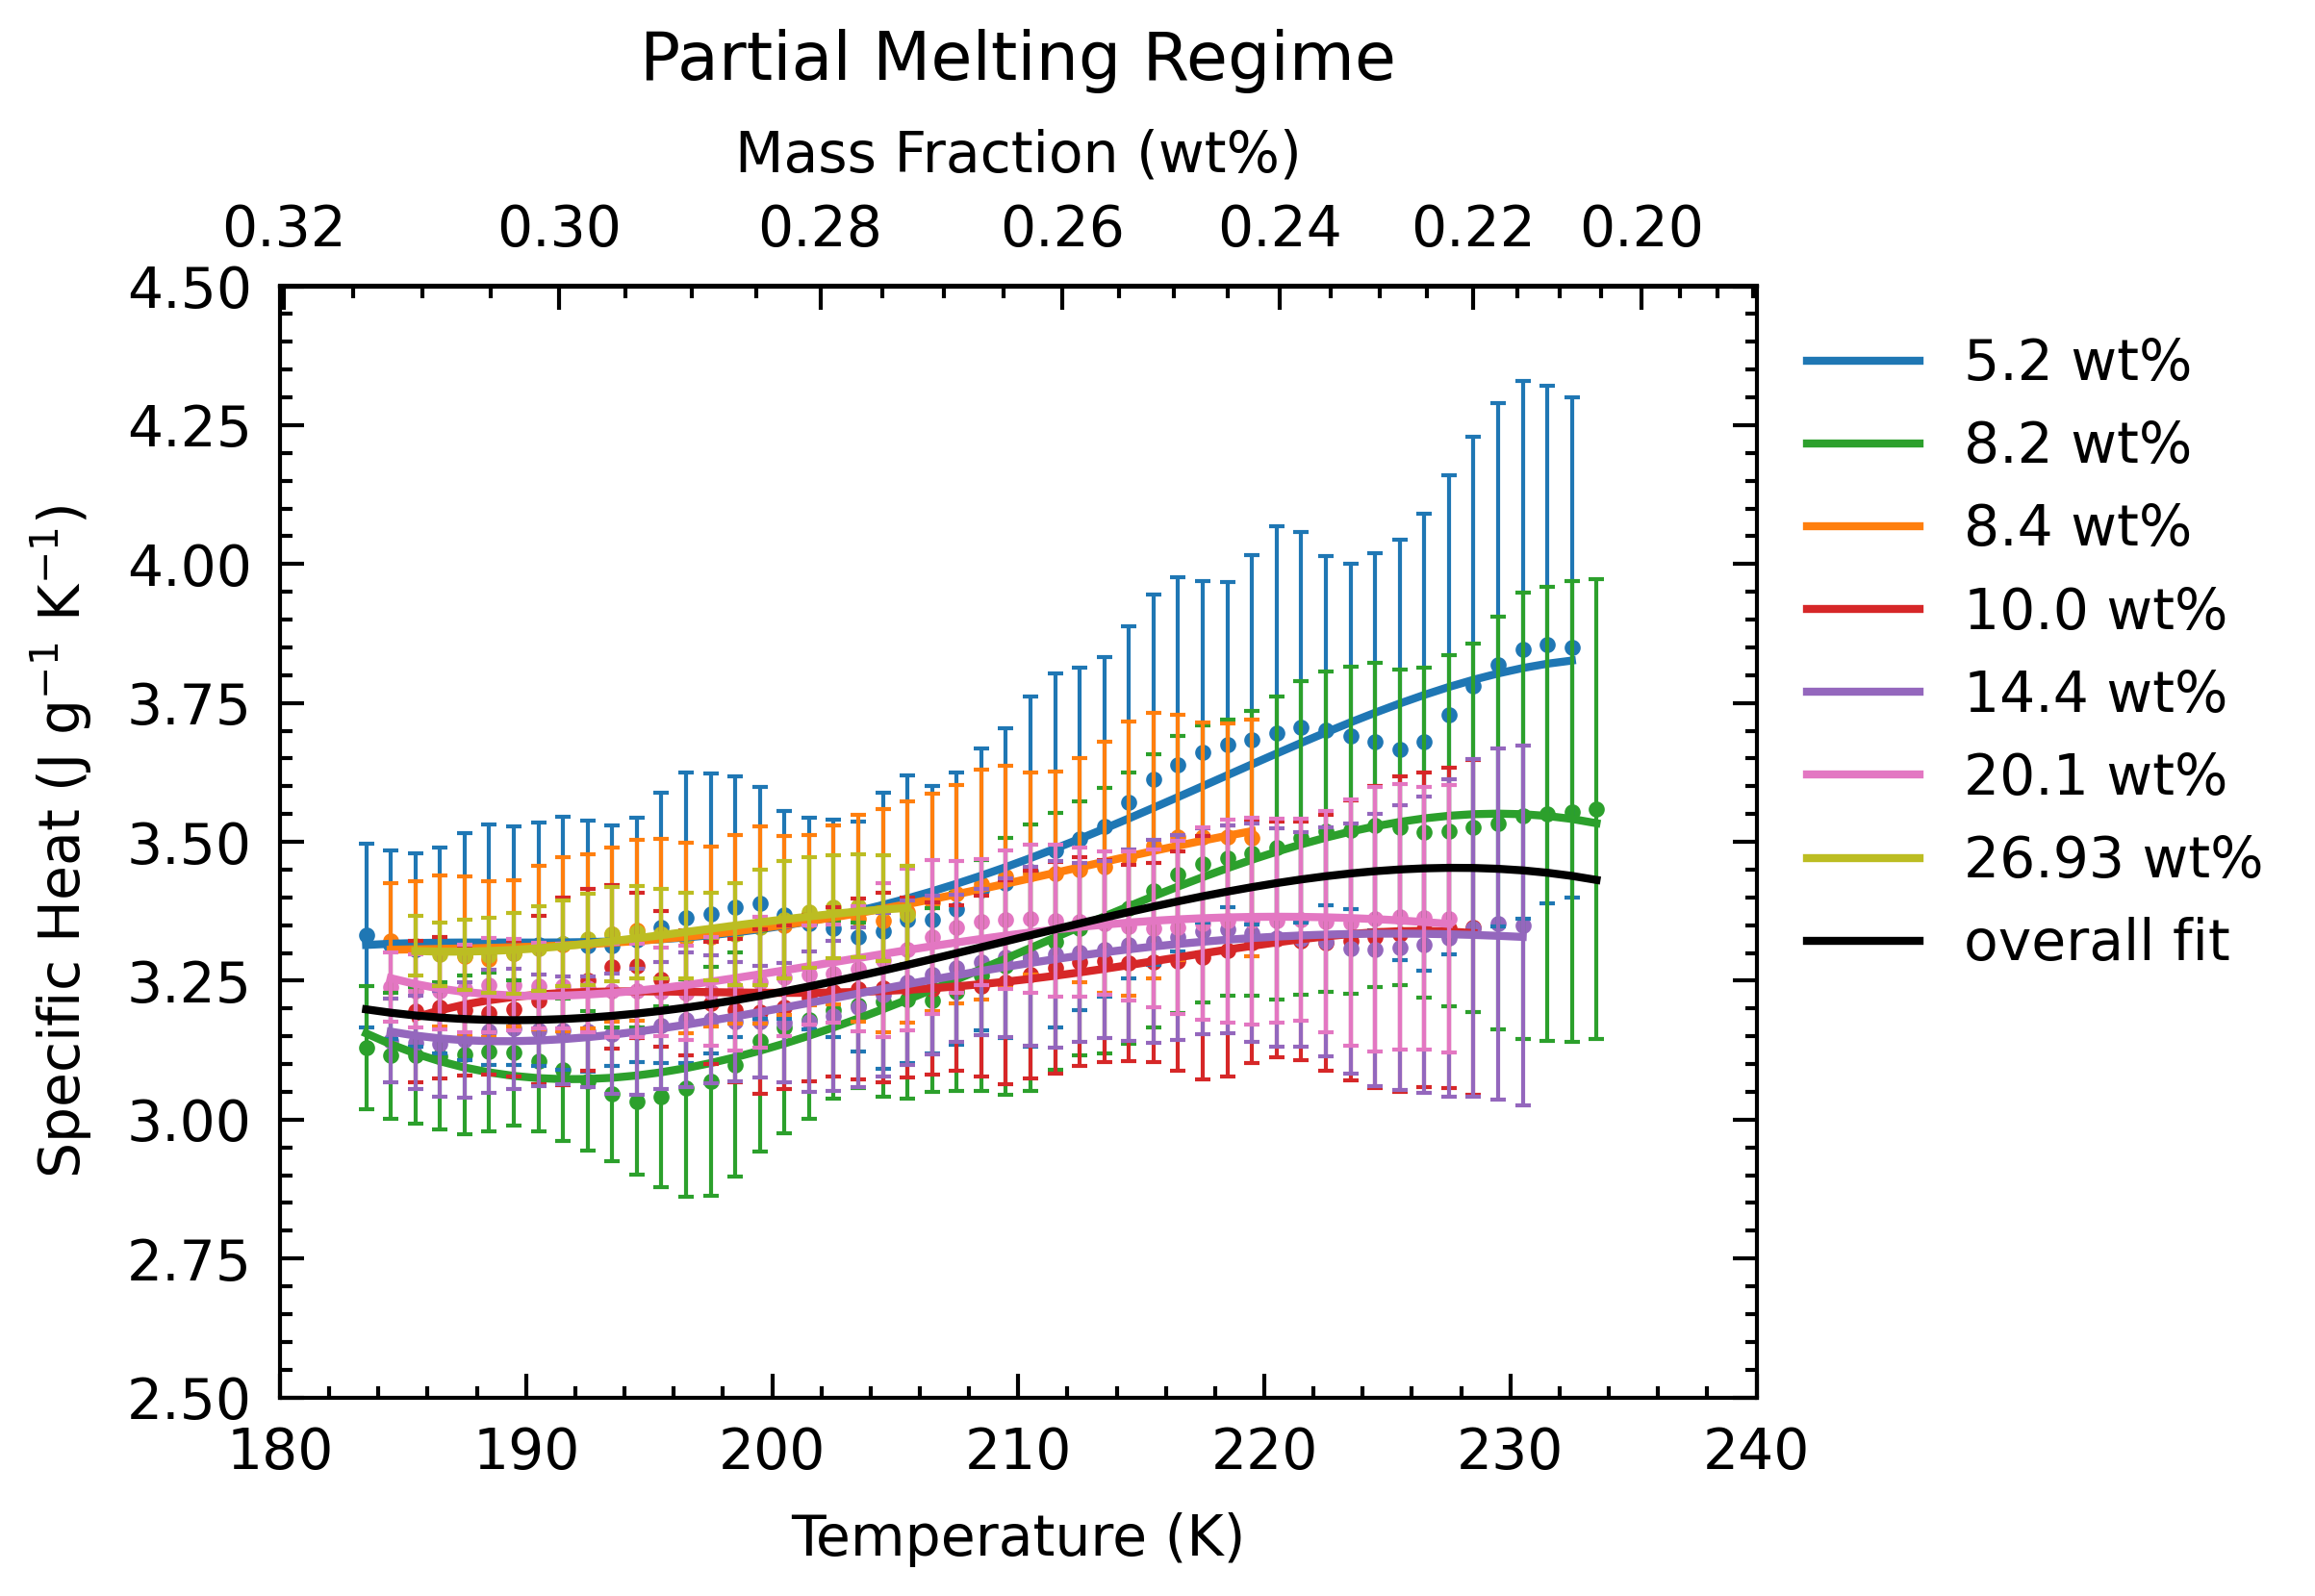 Partial Melting Regime
Mass Fraction (wt%)
0.32 0.30 0.28 0.26 0.24 0.22 0.20
4.50
4.25
4.00
3.75
3.50
3.25
3.00
2.75
2.50
Specific Heat (J g⁻¹ K⁻¹)
180 190 200 210 220 230 240
Temperature (K)
5.2 wt%
8.2 wt%
8.4 wt%
10.0 wt%
14.4 wt%
20.1 wt%
26.93 wt%
overall fit